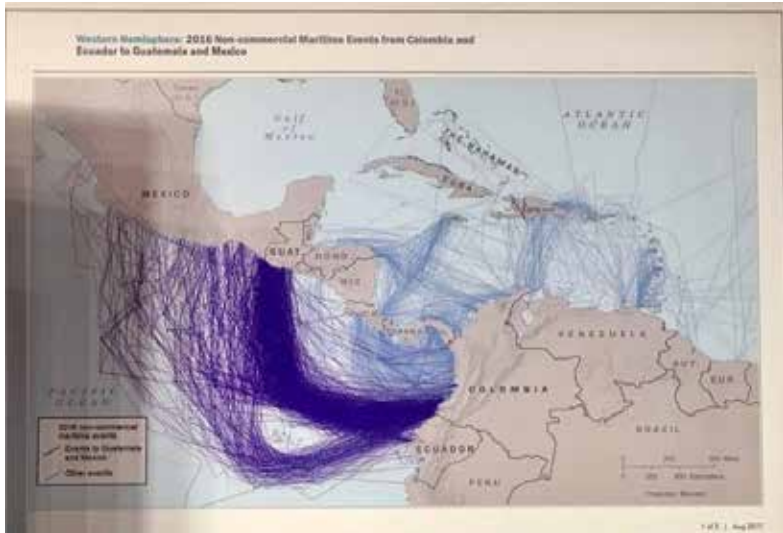 Western Hemisphere: 2016 Non-commercial Maritime Events from Colombia and
Ecuador to Guatemala and Mexico
ATLANTIC
OCEAN
Gulf
of
Mexico
THE BAHAMAS
CUBA
MEXICO
GUAT
HOND
NIC
VENEZUELA
GUY
SUR
COLOMBIA
PACIFIC
OCEAN
BRAZIL
2016 non-commercial
maritime events
Events to Guatemala
and Mexico
Other events
ECUADOR
PERU